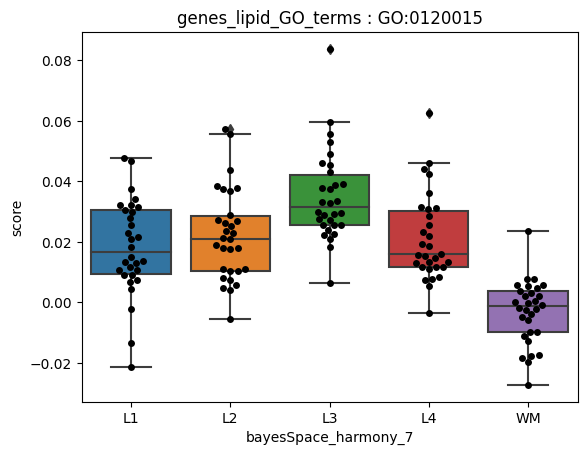 genes_lipid_GO_terms : GO:0120015
score
0.08
0.06
0.04
0.02
0.00
−0.02
L1 L2 L3 L4 WM
bayesSpace_harmony_7